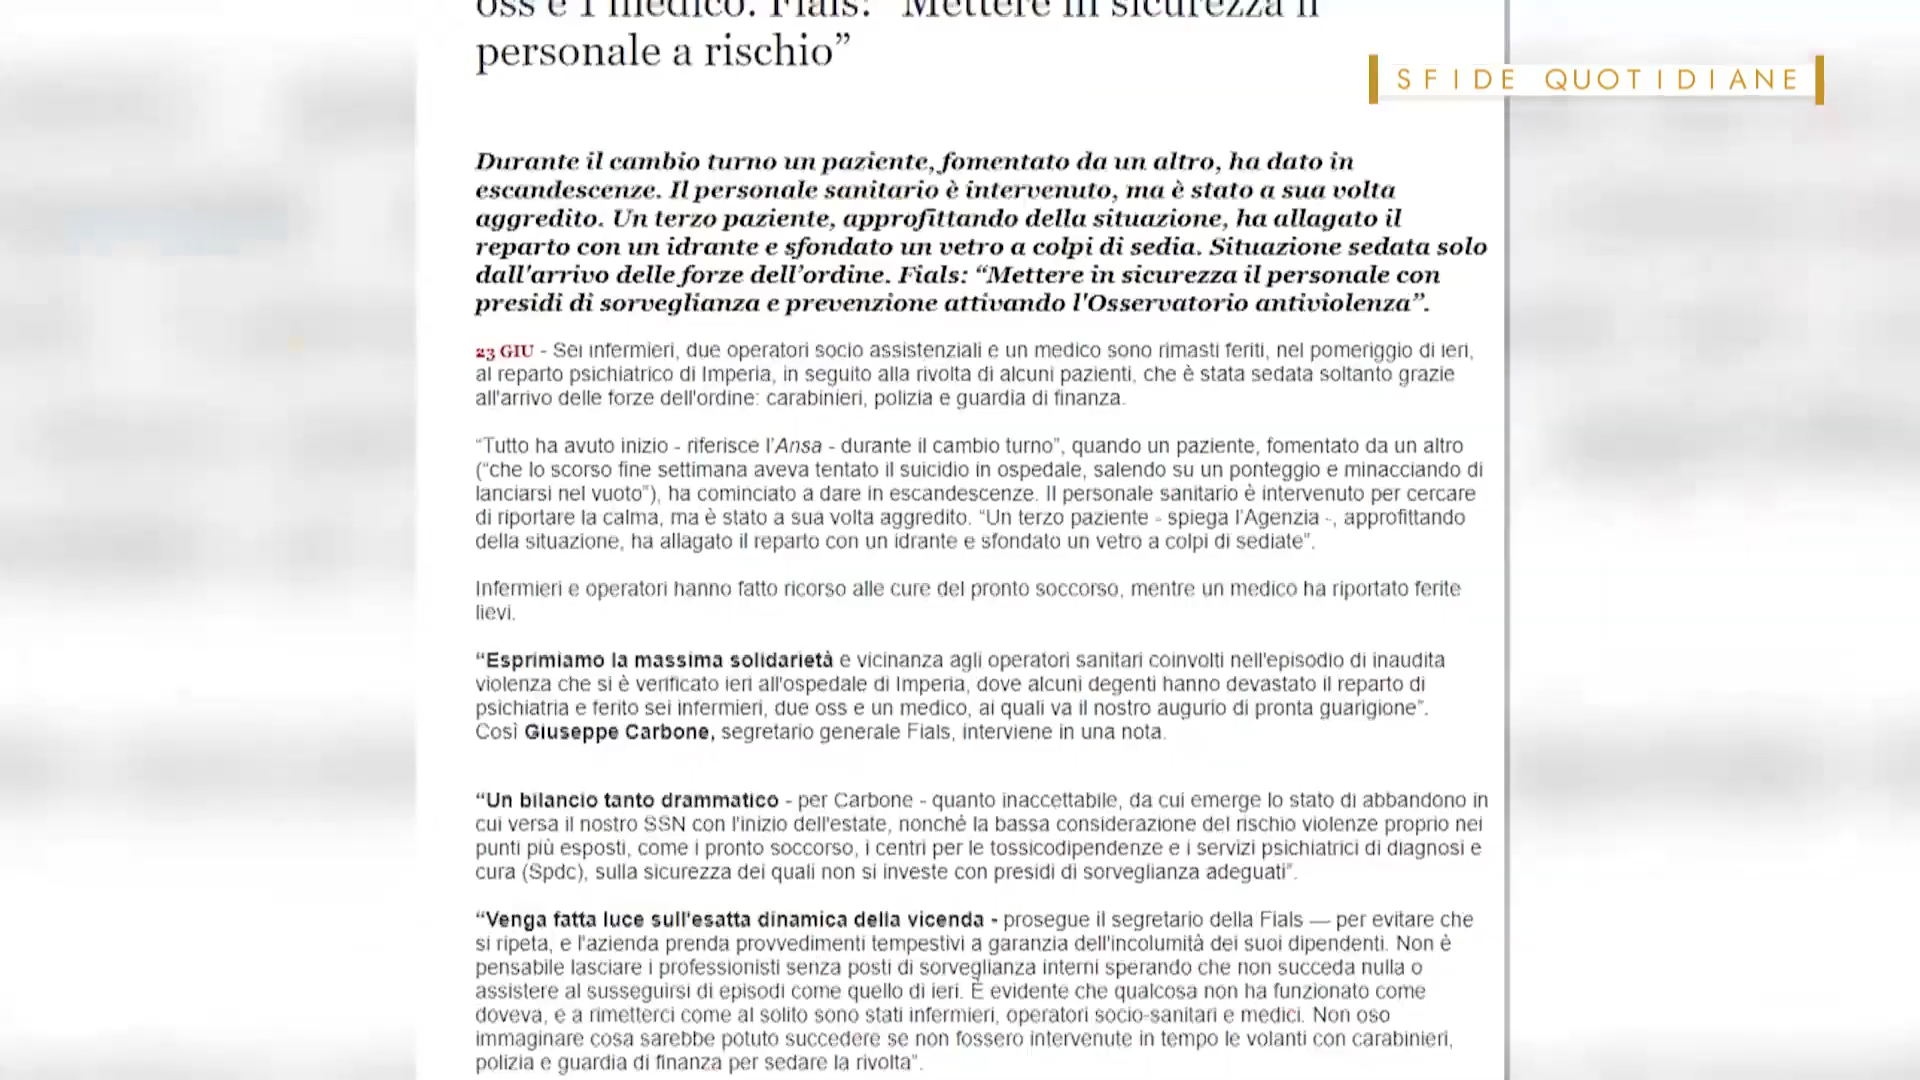 oss e 1 medico. Fials: “Mettere in sicurezza il
personale a rischio”
SFIDE QUOTIDIANE
Durante il cambio turno un paziente, fomentato da un altro, ha dato in
escandescenze. Il personale sanitario è intervenuto, ma è stato a sua volta
aggredito. Un terzo paziente, approfittando della situazione, ha allagato il
reparto con un idrante e sfondato un vetro a colpi di sedia. Situazione sedata solo
dall'arrivo delle forze dell’ordine. Fials: “Mettere in sicurezza il personale con
presidi di sorveglianza e prevenzione attivando l'Osservatorio antiviolenza”.
23 GIU - Sei infermieri, due operatori socio assistenziali e un medico sono rimasti feriti, nel pomeriggio di ieri,
al reparto psichiatrico di Imperia, in seguito alla rivolta di alcuni pazienti, che è stata sedata soltanto grazie
all'arrivo delle forze dell'ordine: carabinieri, polizia e guardia di finanza.
“Tutto ha avuto inizio - riferisce l’Ansa - durante il cambio turno”, quando un paziente, fomentato da un altro
(“che lo scorso fine settimana aveva tentato il suicidio in ospedale, salendo su un ponteggio e minacciando di
lanciarsi nel vuoto”), ha cominciato a dare in escandescenze. Il personale sanitario è intervenuto per cercare
di riportare la calma, ma è stato a sua volta aggredito. “Un terzo paziente - spiega l’Agenzia -, approfittando
della situazione, ha allagato il reparto con un idrante e sfondato un vetro a colpi di sediate”.
Infermieri e operatori hanno fatto ricorso alle cure del pronto soccorso, mentre un medico ha riportato ferite
lievi.
“Esprimiamo la massima solidarietà e vicinanza agli operatori sanitari coinvolti nell'episodio di inaudita
violenza che si è verificato ieri all'ospedale di Imperia, dove alcuni degenti hanno devastato il reparto di
psichiatria e ferito sei infermieri, due oss e un medico, ai quali va il nostro augurio di pronta guarigione”.
Così Giuseppe Carbone, segretario generale Fials, interviene in una nota.
“Un bilancio tanto drammatico - per Carbone - quanto inaccettabile, da cui emerge lo stato di abbandono in
cui versa il nostro SSN con l'inizio dell'estate, nonché la bassa considerazione del rischio violenze proprio nei
punti più esposti, come i pronto soccorso, i centri per le tossicodipendenze e i servizi psichiatrici di diagnosi e
cura (Spdc), sulla sicurezza dei quali non si investe con presidi di sorveglianza adeguati”.
“Venga fatta luce sull'esatta dinamica della vicenda - prosegue il segretario della Fials — per evitare che
si ripeta, e l'azienda prenda provvedimenti tempestivi a garanzia dell'incolumità dei suoi dipendenti. Non è
pensabile lasciare i professionisti senza posti di sorveglianza interni sperando che non succeda nulla o
assistere al susseguirsi di episodi come quello di ieri. È evidente che qualcosa non ha funzionato come
doveva, e a rimetterci come al solito sono stati infermieri, operatori socio-sanitari e medici. Non oso
immaginare cosa sarebbe potuto succedere se non fossero intervenute in tempo le volanti con carabinieri,
polizia e guardia di finanza per sedare la rivolta”.